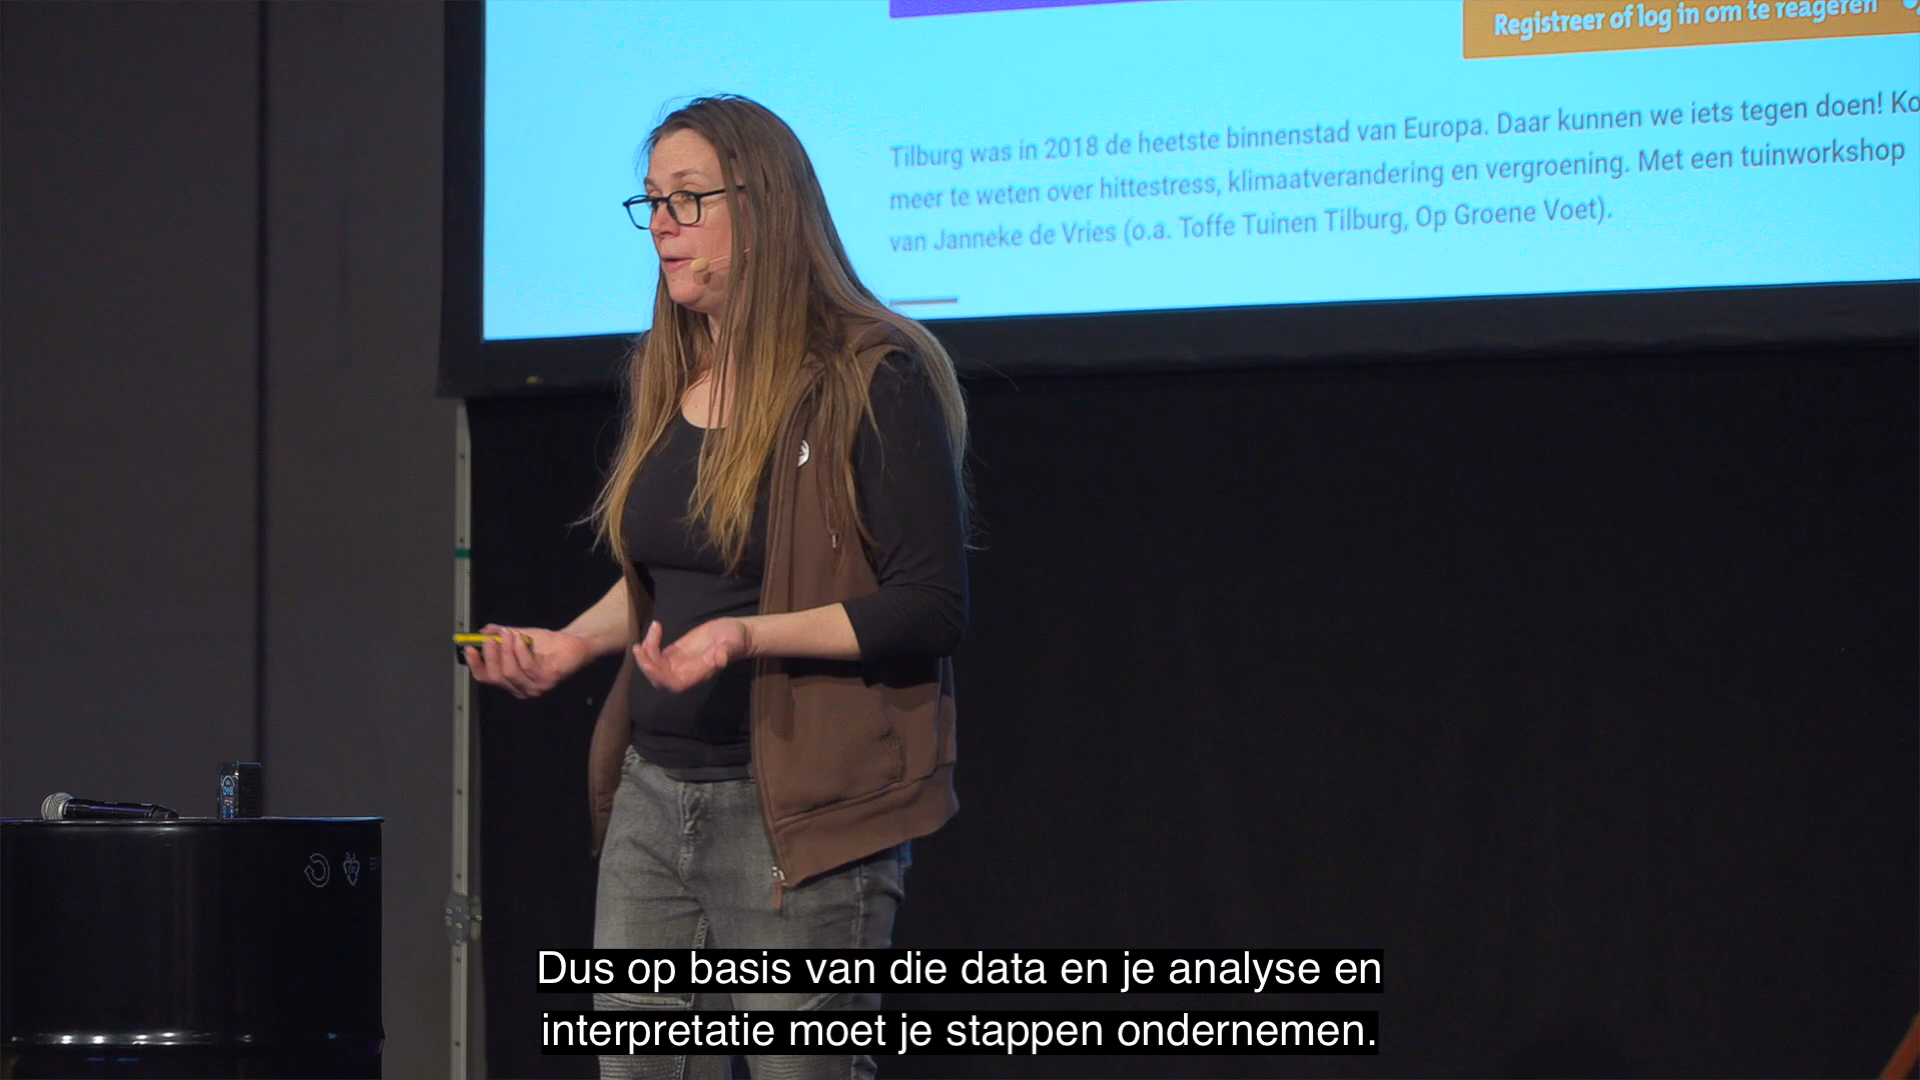 Registreer of log in om te reageren
Tilburg was in 2018 de heetste binnenstad van Europa. Daar kunnen we iets tegen doen! Ko
meer te weten over hittestress, klimaatverandering en vergroening. Met een tuinworkshop
van Janneke de Vries (o.a. Toffe Tuinen Tilburg, Op Groene Voet).
Dus op basis van die data en je analyse en
interpretatie moet je stappen ondernemen.